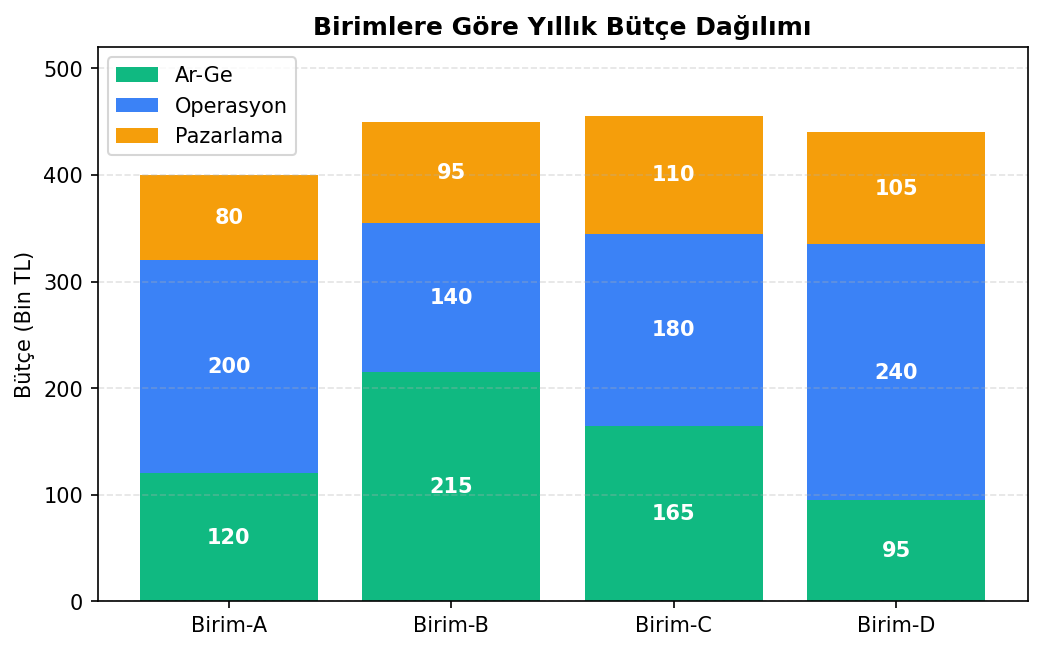 Birimlere Göre Yıllık Bütçe Dağılımı
Ar-Ge
Operasyon
Pazarlama
Bütçe (Bin TL)
500
400
300
200
100
0
80
200
120
95
140
215
110
180
165
105
240
95
Birim-A
Birim-B
Birim-C
Birim-D